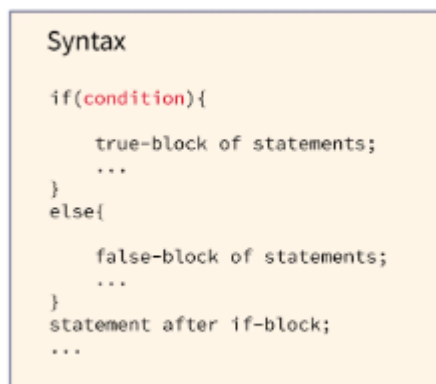 Syntax
if(condition){
true-block of statements;
...
}
else{
false-block of statements;
...
}
statement after if-block;
...